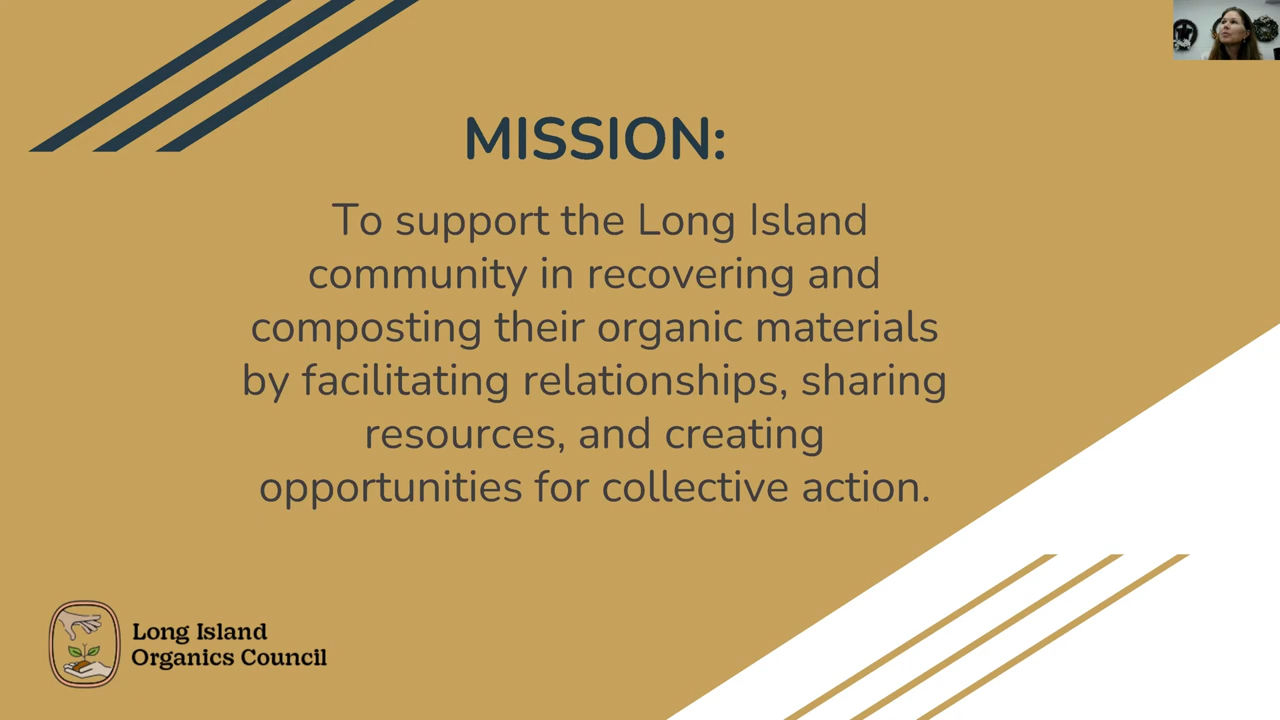 MISSION:
To support the Long Island
community in recovering and
composting their organic materials
by facilitating relationships, sharing
resources, and creating
opportunities for collective action.
Long Island
Organics Council